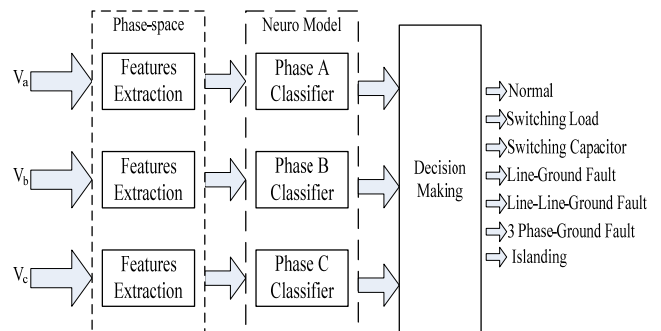 Phase-space
Neuro Model
Va
Features
Extraction
Phase A
Classifier
Vb
Features
Extraction
Phase B
Classifier
Vc
Features
Extraction
Phase C
Classifier
Decision
Making
Normal
Switching Load
Switching Capacitor
Line-Ground Fault
Line-Line-Ground Fault
3 Phase-Ground Fault
Islanding